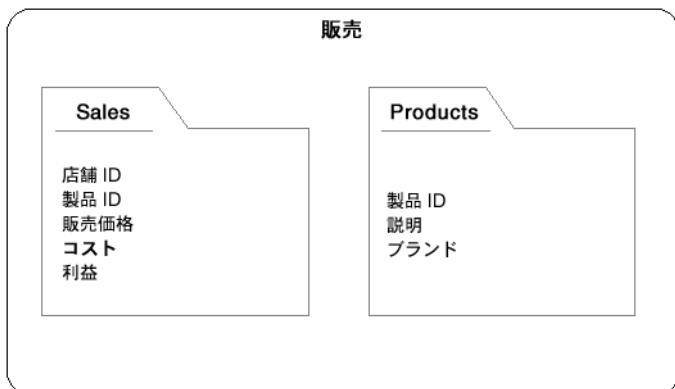 販売
Sales
店舗 ID
製品 ID
販売価格
コスト
利益
Products
製品 ID
説明
ブランド